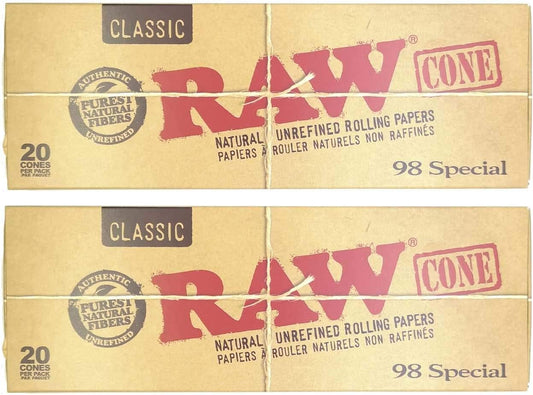 CLASSIC
RAW®
CONE
AUTHENTIC
PUREST
NATURAL
FIBERS
UNREFINED
NATURAL UNREFINED ROLLING PAPERS
PAPIERS À ROULER NATURELS NON RAFFINÉS
20
CONES
PER PACK
PAR PAQUET
98 Special
CLASSIC
RAW®
CONE
AUTHENTIC
PUREST
NATURAL
FIBERS
UNREFINED
NATURAL UNREFINED ROLLING PAPERS
PAPIERS À ROULER NATURELS NON RAFFINÉS
20
CONES
PER PACK
PAR PAQUET
98 Special